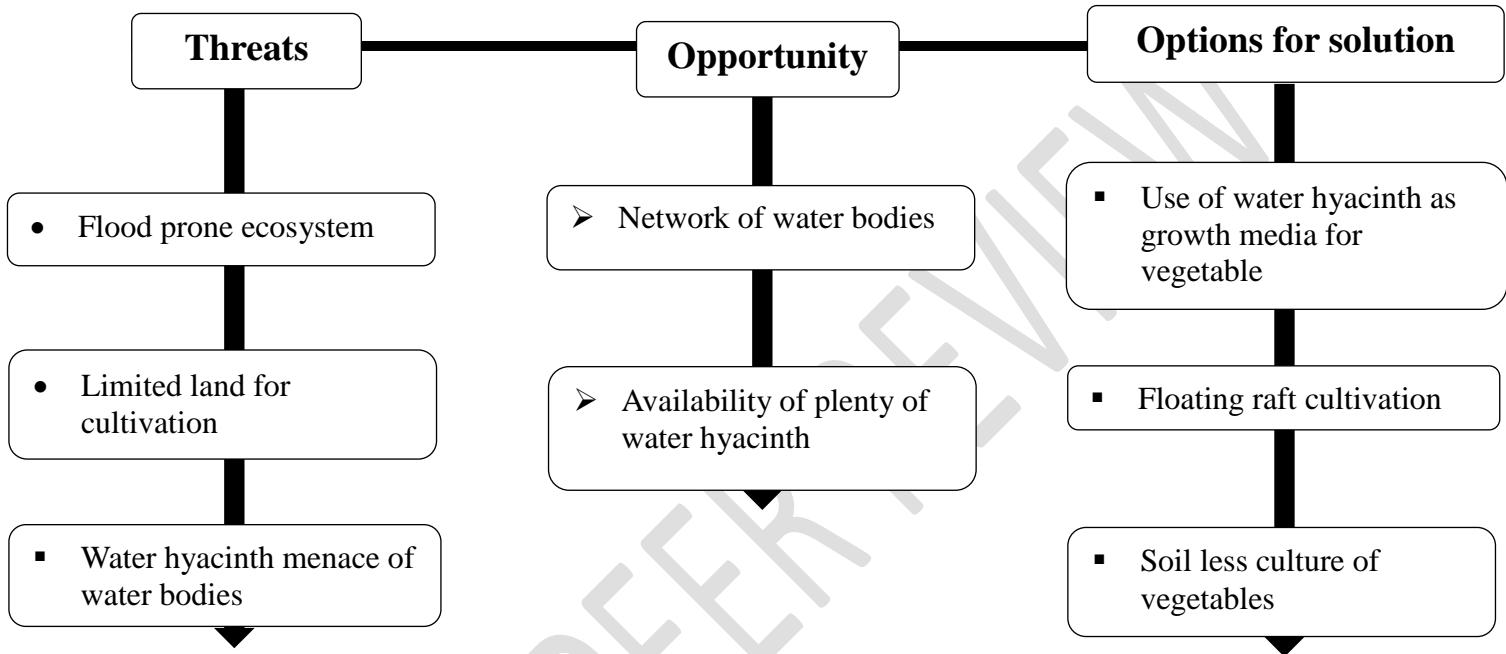 Threats
• Flood prone ecosystem
• Limited land for
cultivation
▪ Water hyacinth menace of
water bodies
Opportunity
➢ Network of water bodies
➢ Availability of plenty of
water hyacinth
Options for solution
▪ Use of water hyacinth as
growth media for
vegetable
▪ Floating raft cultivation
▪ Soil less culture of
vegetables
PEER REVIEW